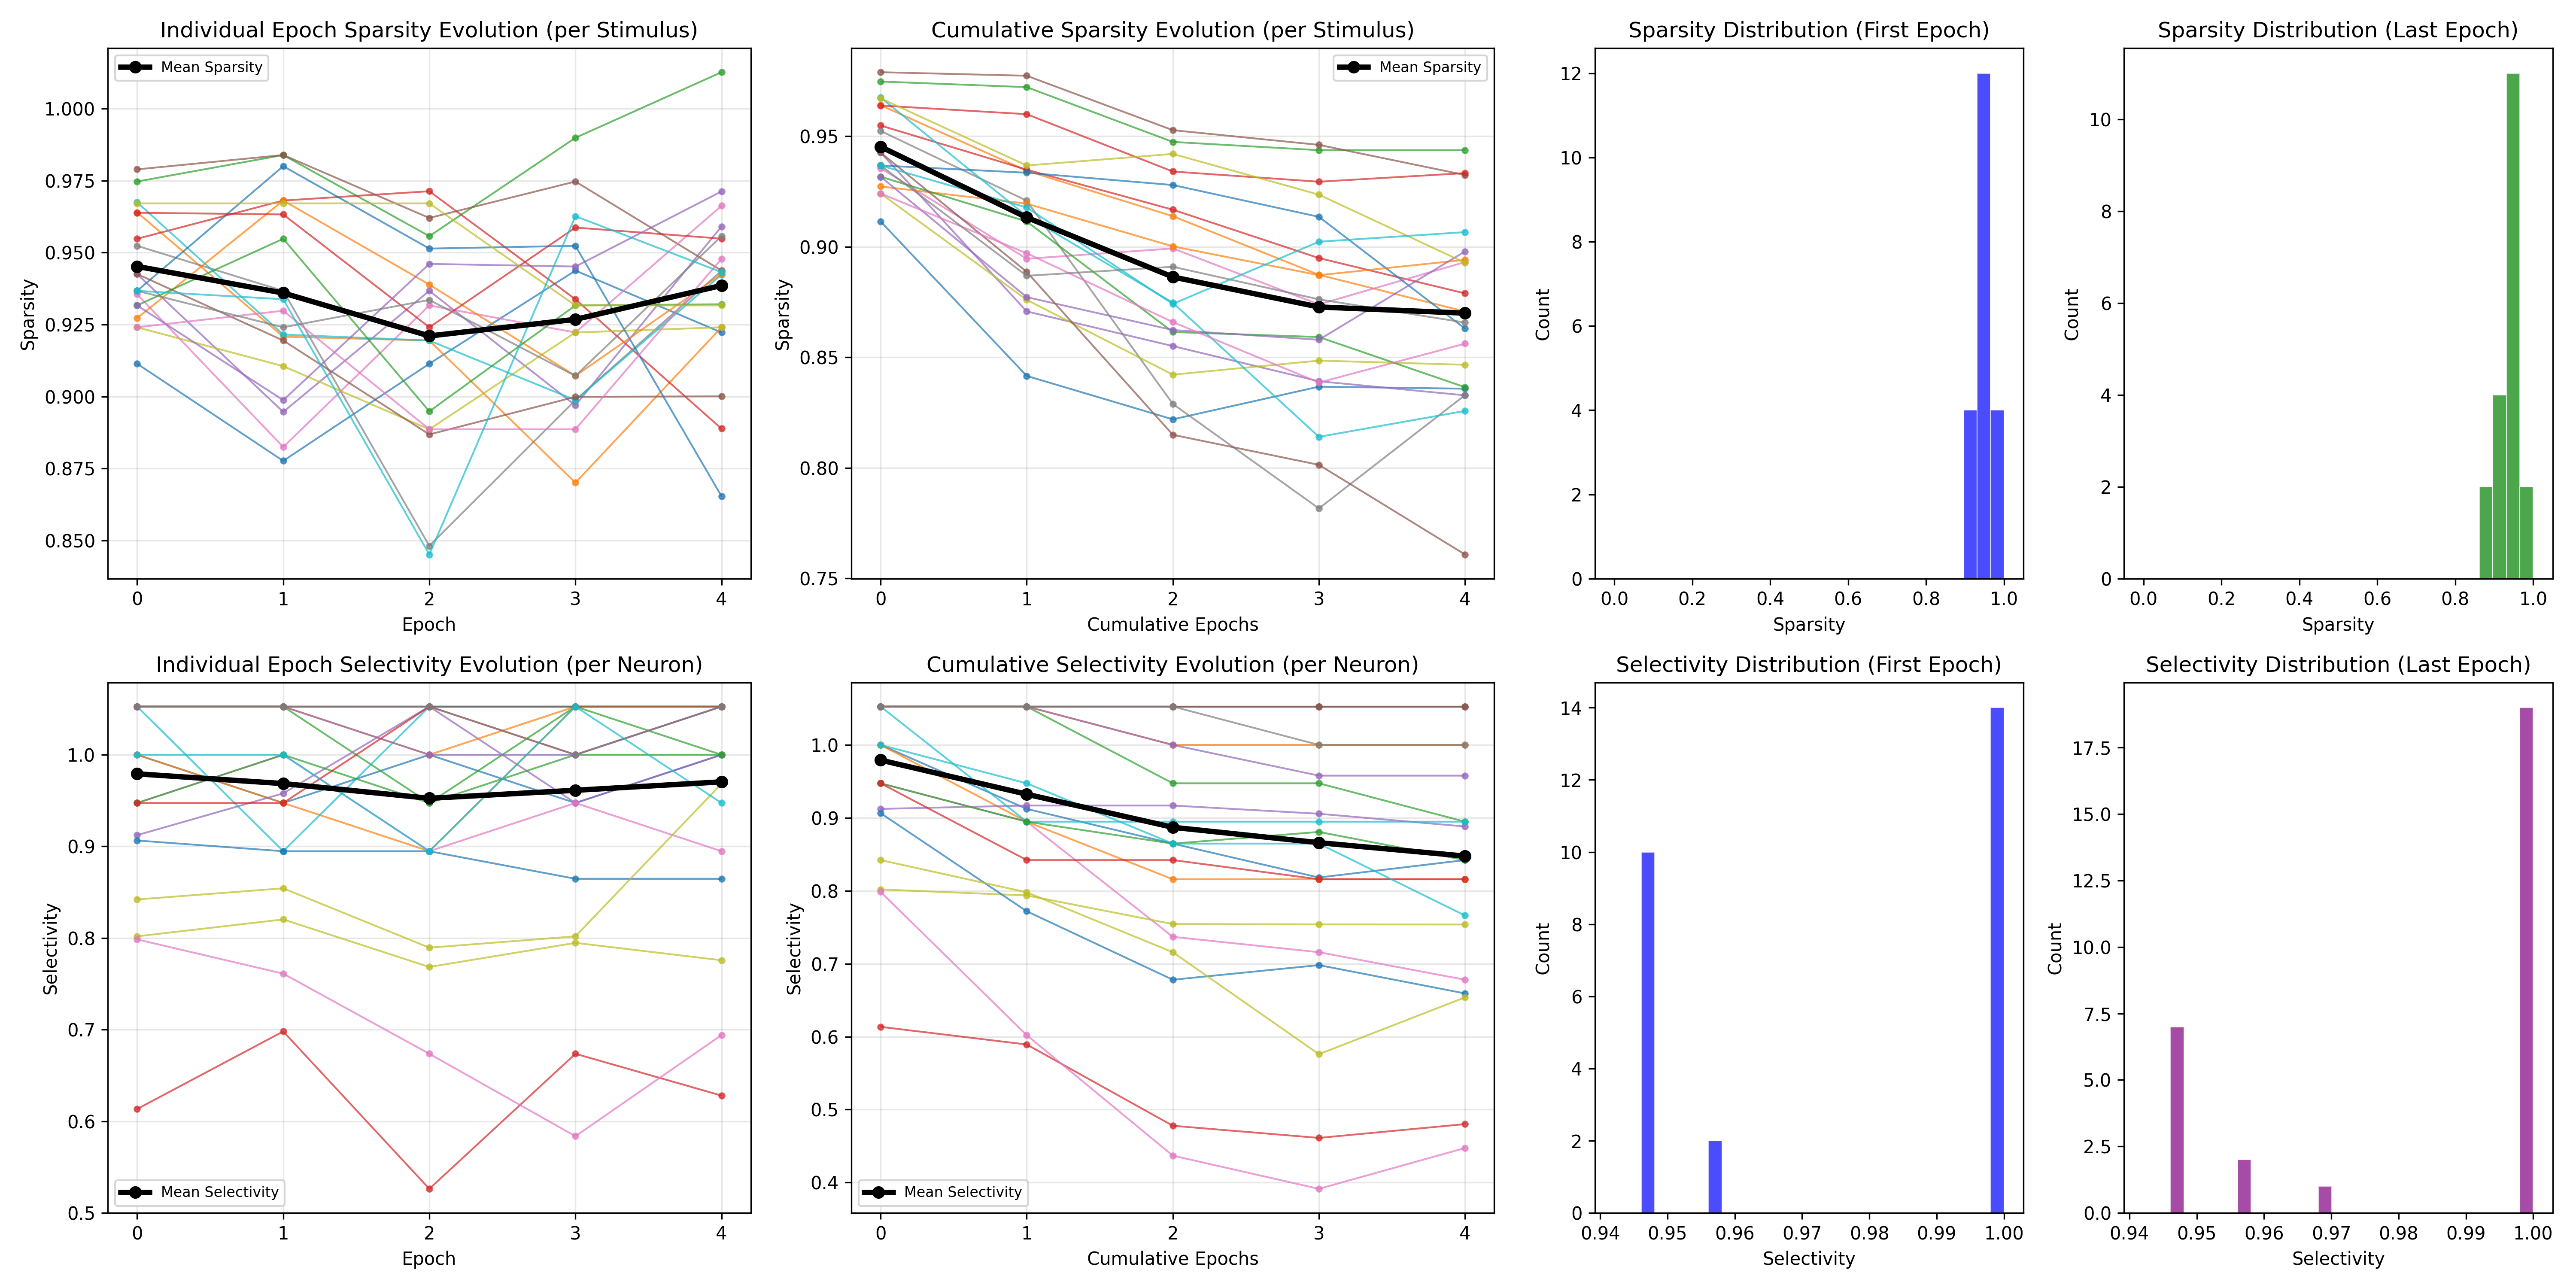 Individual Epoch Sparsity Evolution (per Stimulus)
Mean Sparsity
1.000
0.975
0.950
0.925
0.900
0.875
0.850
Sparsity
0 1 2 3 4
Epoch
Cumulative Sparsity Evolution (per Stimulus)
Mean Sparsity
0.95
0.90
0.85
0.80
0.75
Sparsity
0 1 2 3 4
Cumulative Epochs
Sparsity Distribution (First Epoch)
12
10
8
6
4
2
0
Count
0.0 0.2 0.4 0.6 0.8 1.0
Sparsity
Sparsity Distribution (Last Epoch)
10
8
6
4
2
0
Count
0.0 0.2 0.4 0.6 0.8 1.0
Sparsity
Individual Epoch Selectivity Evolution (per Neuron)
1.0
0.9
0.8
0.7
0.6
0.5
Selectivity
Mean Selectivity
0 1 2 3 4
Epoch
Cumulative Selectivity Evolution (per Neuron)
1.0
0.9
0.8
0.7
0.6
0.5
0.4
Selectivity
Mean Selectivity
0 1 2 3 4
Cumulative Epochs
Selectivity Distribution (First Epoch)
14
12
10
8
6
4
2
0
Count
0.94 0.95 0.96 0.97 0.98 0.99 1.00
Selectivity
Selectivity Distribution (Last Epoch)
17.5
15.0
12.5
10.0
7.5
5.0
2.5
0.0
Count
0.94 0.95 0.96 0.97 0.98 0.99 1.00
Selectivity